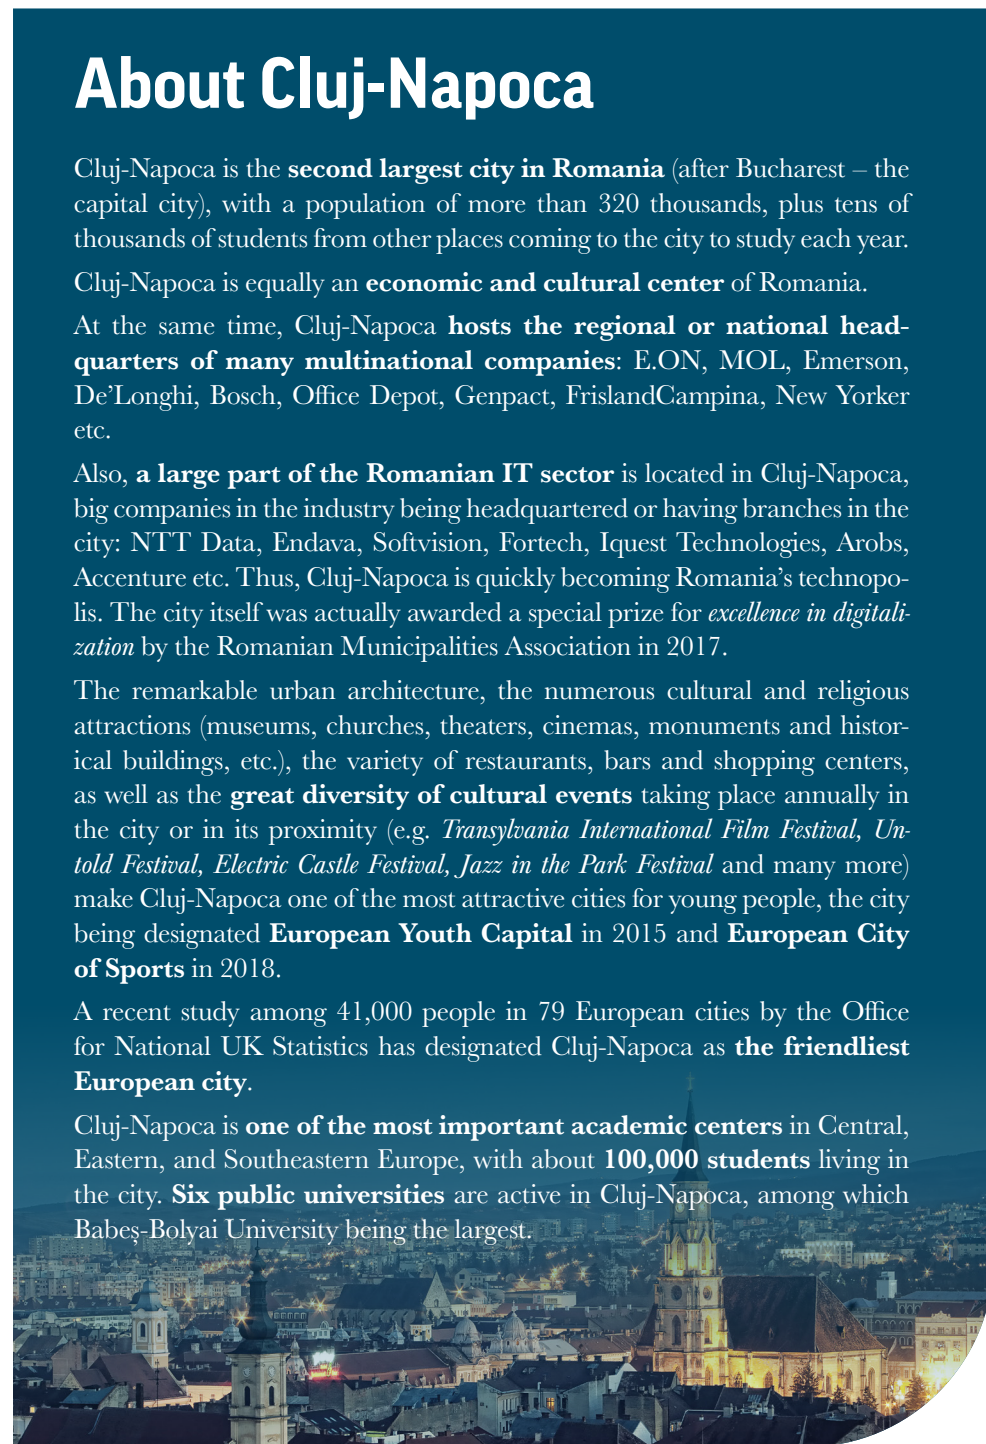 About Cluj-Napoca
Cluj-Napoca is the second largest city in Romania (after Bucharest – the
capital city), with a population of more than 320 thousands, plus tens of
thousands of students from other places coming to the city to study each year.
Cluj-Napoca is equally an economic and cultural center of Romania.
At the same time, Cluj-Napoca hosts the regional or national head-
quarters of many multinational companies: E.ON, MOL, Emerson,
De’Longhi, Bosch, Office Depot, Genpact, FrislandCampina, New Yorker
etc.
Also, a large part of the Romanian IT sector is located in Cluj-Napoca,
big companies in the industry being headquartered or having branches in the
city: NTT Data, Endava, Softvision, Fortech, Iquest Technologies, Arobs,
Accenture etc. Thus, Cluj-Napoca is quickly becoming Romania’s technopo-
lis. The city itself was actually awarded a special prize for excellence in digitali-
zation by the Romanian Municipalities Association in 2017.
The remarkable urban architecture, the numerous cultural and religious
attractions (museums, churches, theaters, cinemas, monuments and histor-
ical buildings, etc.), the variety of restaurants, bars and shopping centers,
as well as the great diversity of cultural events taking place annually in
the city or in its proximity (e.g. Transylvania International Film Festival, Un-
told Festival, Electric Castle Festival, Jazz in the Park Festival and many more)
make Cluj-Napoca one of the most attractive cities for young people, the city
being designated European Youth Capital in 2015 and European City
of Sports in 2018.
A recent study among 41,000 people in 79 European cities by the Office
for National UK Statistics has designated Cluj-Napoca as the friendliest
European city.
Cluj-Napoca is one of the most important academic centers in Central,
Eastern, and Southeastern Europe, with about 100,000 students living in
the city. Six public universities are active in Cluj-Napoca, among which
Babeș-Bolyai University being the largest.